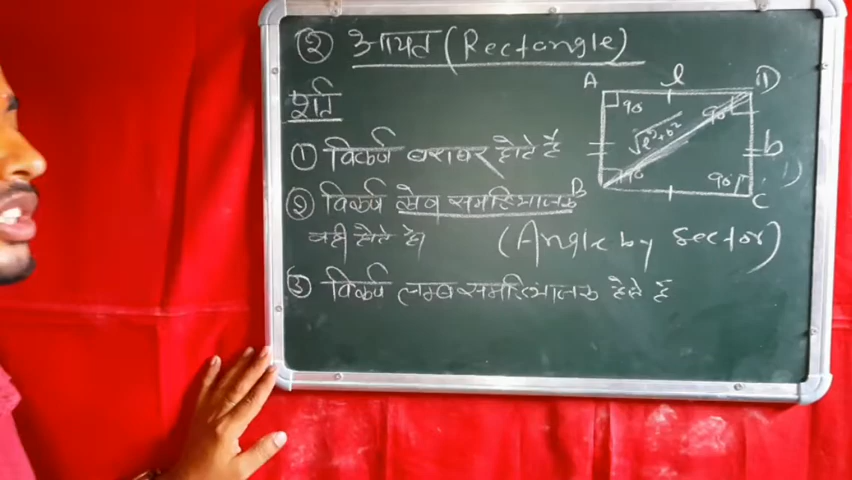 ② आयत (Rectangle)
शर्त
① विकर्ण बराबर होते है
② विकर्ण समद्विभाजक
नही होते है।
(Angle by sector)
③ विकर्ण लम्ब समद्विभाजक होते है
A l D
90 90
√l²+b² b
90 90°
B C